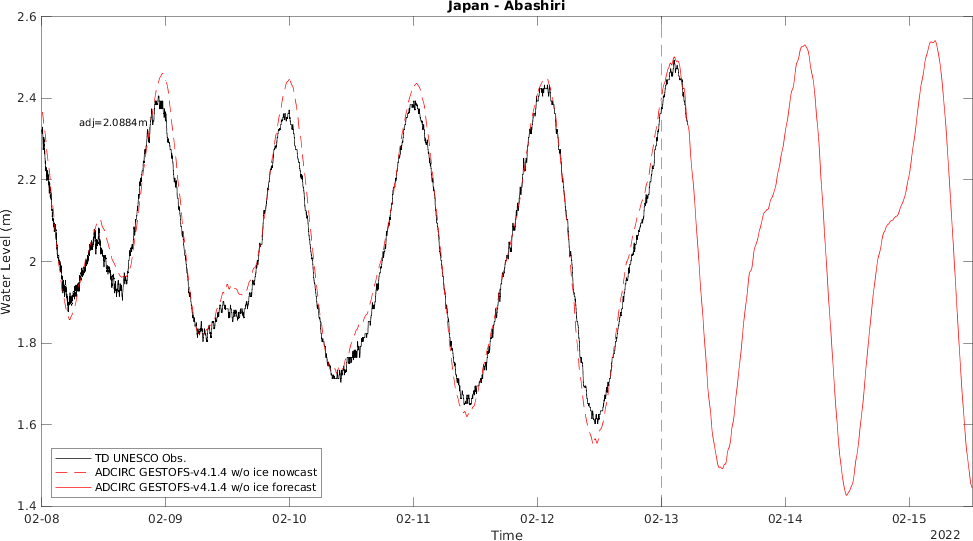 Japan - Abashiri
2.6
2.4
2.2
2
1.8
1.6
1.4
Water Level (m)
adj=2.0884m
TD UNESCO Obs.
ADCIRC GESTOFS-v4.1.4 w/o ice nowcast
ADCIRC GESTOFS-v4.1.4 w/o ice forecast
02-08 02-09 02-10 02-11 02-12 02-13 02-14 02-15
Time
2022